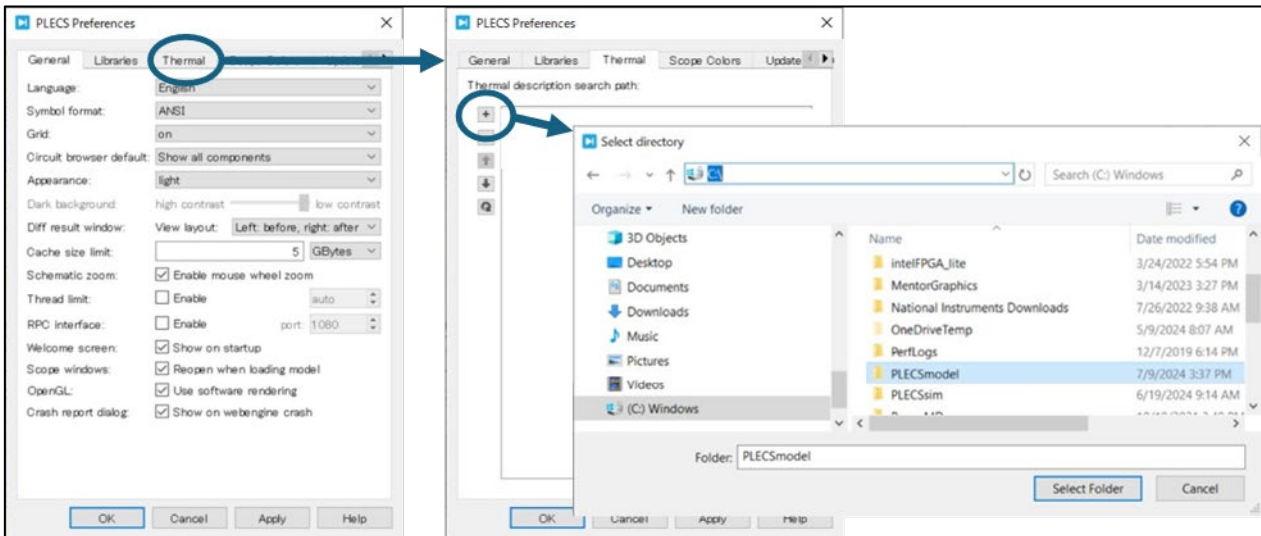 PLECS Preferences
General Libraries Thermal
Language: English
Symbol format: ANSI
Grid: on
Circuit browser default: Show all components
Appearance: light
Dark background: high contrast low contrast
Diff result window: View layout: Left: before, right: after
Cache size limit: 5 GBytes
Schematic zoom: Enable mouse wheel zoom
Thread limit: Enable auto
RPC interface: Enable port: 1080
Welcome screen: Show on startup
Scope windows: Reopen when loading model
OpenGL: Use software rendering
Crash report dialog: Show on webengine crash
OK Cancel Apply Help
PLECS Preferences
General Libraries Thermal Scope Colors Update
Thermal description search path:
OK Cancel Apply Help
Select directory
C:\ Search (C:) Windows
Organize New folder
3D Objects
Desktop
Documents
Downloads
Music
Pictures
Videos
(C:) Windows
Name Date modified
intelFPGA_lite 3/24/2022 5:54 PM
MentorGraphics 3/14/2023 3:27 PM
National Instruments Downloads 7/26/2022 9:38 AM
OneDriveTemp 5/9/2024 8:07 AM
PerfLogs 12/7/2019 6:14 PM
PLECSmodel 7/9/2024 3:37 PM
PLECSsim 6/19/2024 9:14 AM
Folder: PLECSmodel
Select Folder Cancel